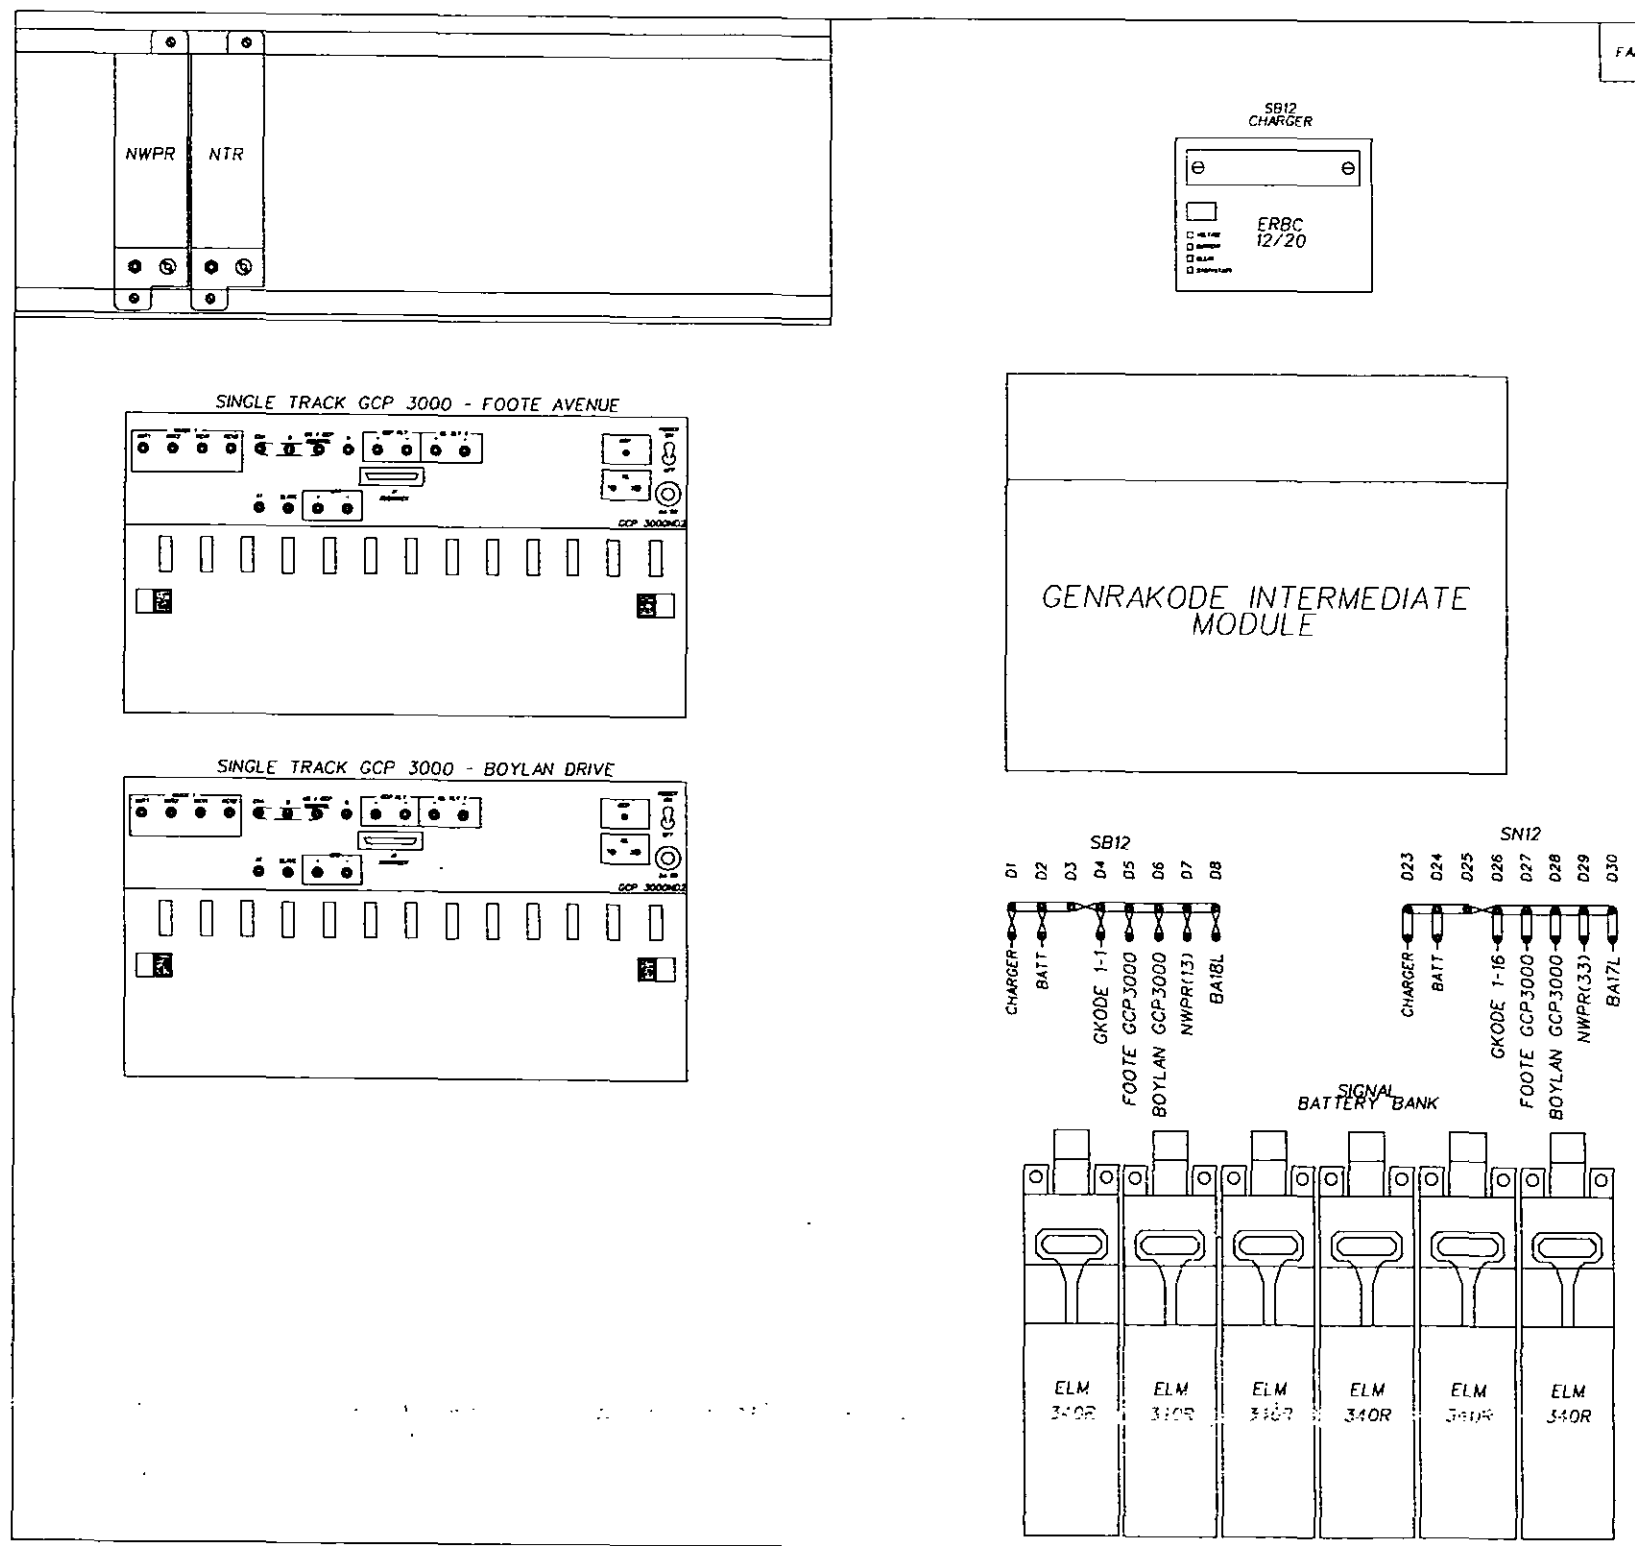 NWPR
NTR
SB12
CHARGER
ERBC
12/20
SINGLE TRACK GCP 3000 - FOOTE AVENUE
GCP 3000ND2
GENRAKODE INTERMEDIATE
MODULE
SINGLE TRACK GCP 3000 - BOYLAN DRIVE
GCP 3000ND2
SB12
D1
D2
D3
D4
D5
D6
D7
D8
CHARGER
BATT
GKODE 1-1
FOOTE GCP3000
BOYLAN GCP3000
NWPR(13)
BA18L
SN12
D23
D24
D25
D26
D27
D28
D29
D30
CHARGER
BATT
GKODE 1-16
FOOTE GCP3000
BOYLAN GCP3000
NWPR(33)
BA17L
SIGNAL
BATTERY BANK
ELM
340R
ELM
ELM
ELM
340R
ELM
340R
ELM
340R